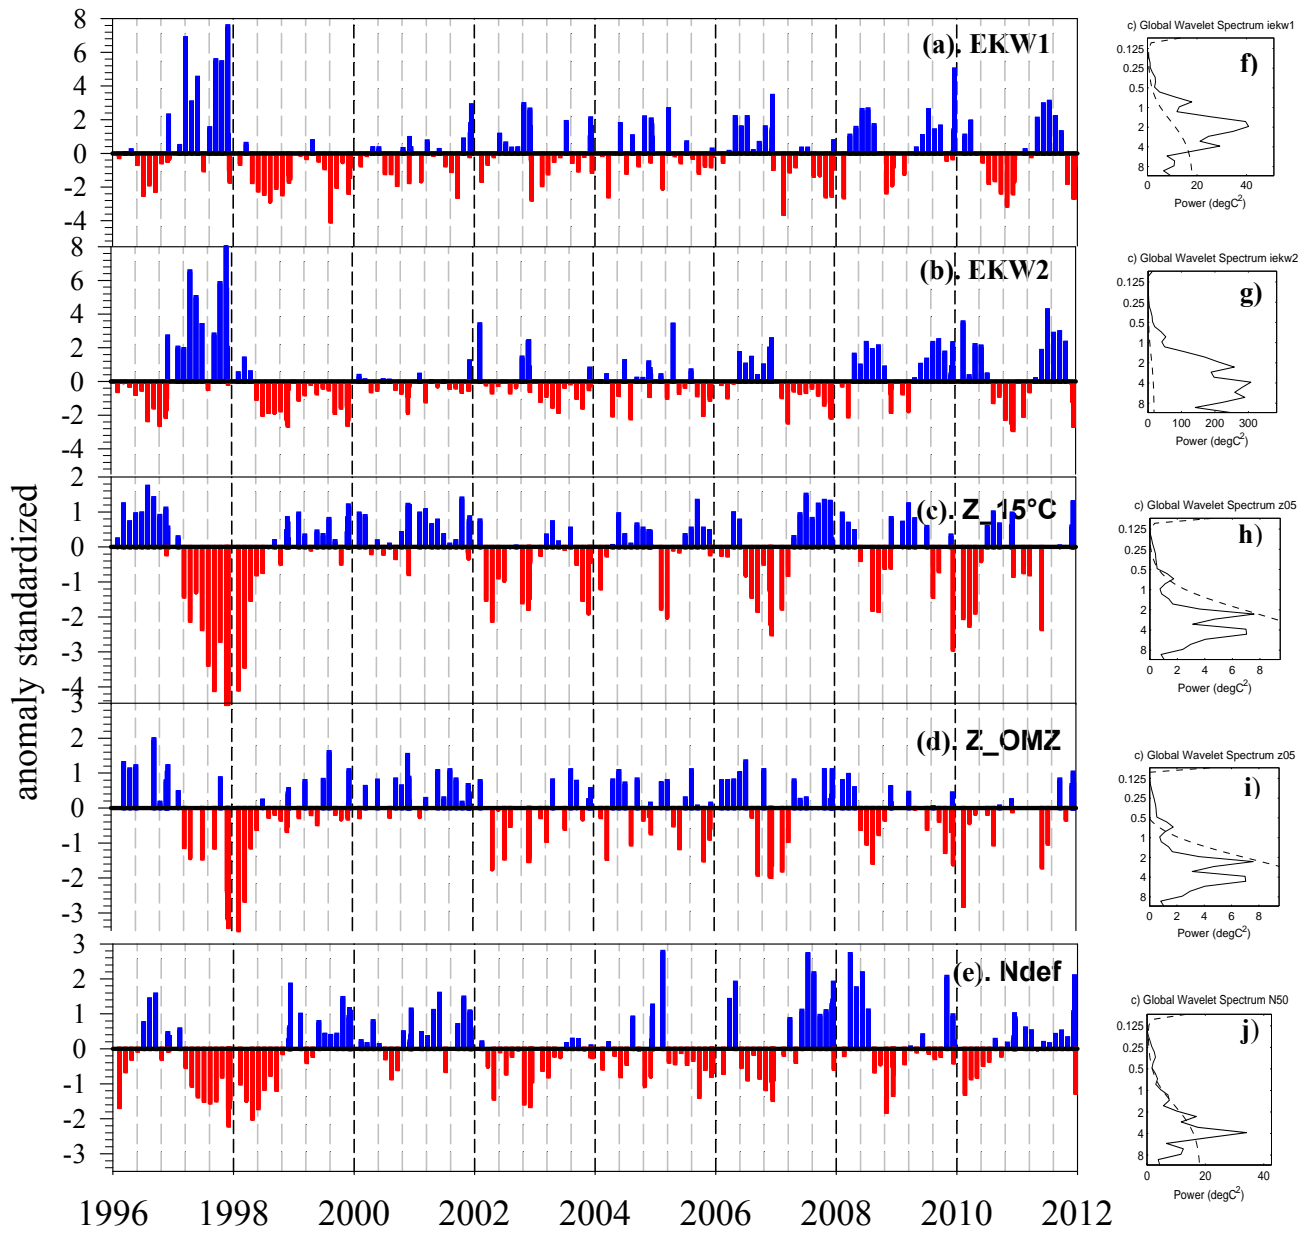 anomaly standardized
8
6
4
2
0
-2
-4
(a). EKW1
8
6
4
2
0
-2
-4
(b). EKW2
2
1
0
-1
-2
-3
-4
(c). Z_15°C
3
2
1
0
-1
-2
-3
(d). Z_OMZ
3
2
1
0
-1
-2
-3
(e). Ndef
1996 1998 2000 2002 2004 2006 2008 2010 2012
c) Global Wavelet Spectrum iekw1
f)
0.125
0.25
0.5
1
2
4
8
0 20 40
Power (degC²)
c) Global Wavelet Spectrum iekw2
g)
0.125
0.25
0.5
1
2
4
8
0 100 200 300
Power (degC²)
c) Global Wavelet Spectrum z05
h)
0.125
0.25
0.5
1
2
4
8
0 2 4 6 8
Power (degC²)
c) Global Wavelet Spectrum z05
i)
0.125
0.25
0.5
1
2
4
8
0 2 4 6 8
Power (degC²)
c) Global Wavelet Spectrum N50
j)
0.125
0.25
0.5
1
2
4
8
0 20 40
Power (degC²)